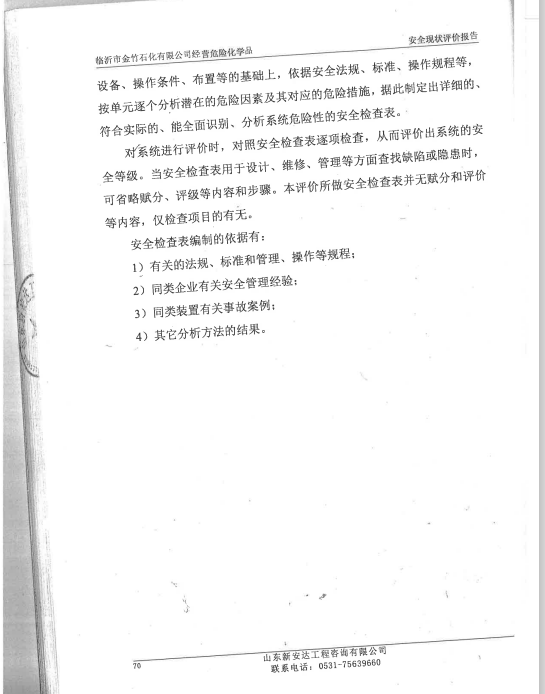 临沂市金竹石化有限公司经营危险化学品
安全现状评价报告
设备、操作条件、布置等的基础上，依据安全法规、标准、操作规程等，
按单元逐个分析潜在的危险因素及其对应的危险措施，据此制定出详细的、
符合实际的、能全面识别、分析系统危险性的安全检查表。
对系统进行评价时，对照安全检查表逐项检查，从而评价出系统的安
全等级。当安全检查表用于设计、维修、管理等方面查找缺陷或隐患时，
可省略赋分、评级等内容和步骤。本评价所做安全检查表并无赋分和评价
等内容，仅检查项目的有无。
安全检查表编制的依据有：
1）有关的法规、标准和管理、操作等规程；
2）同类企业有关安全管理经验；
3）同类装置有关事故案例；
4）其它分析方法的结果。
70
山东新安达工程咨询有限公司
联系电话：0531-75639660